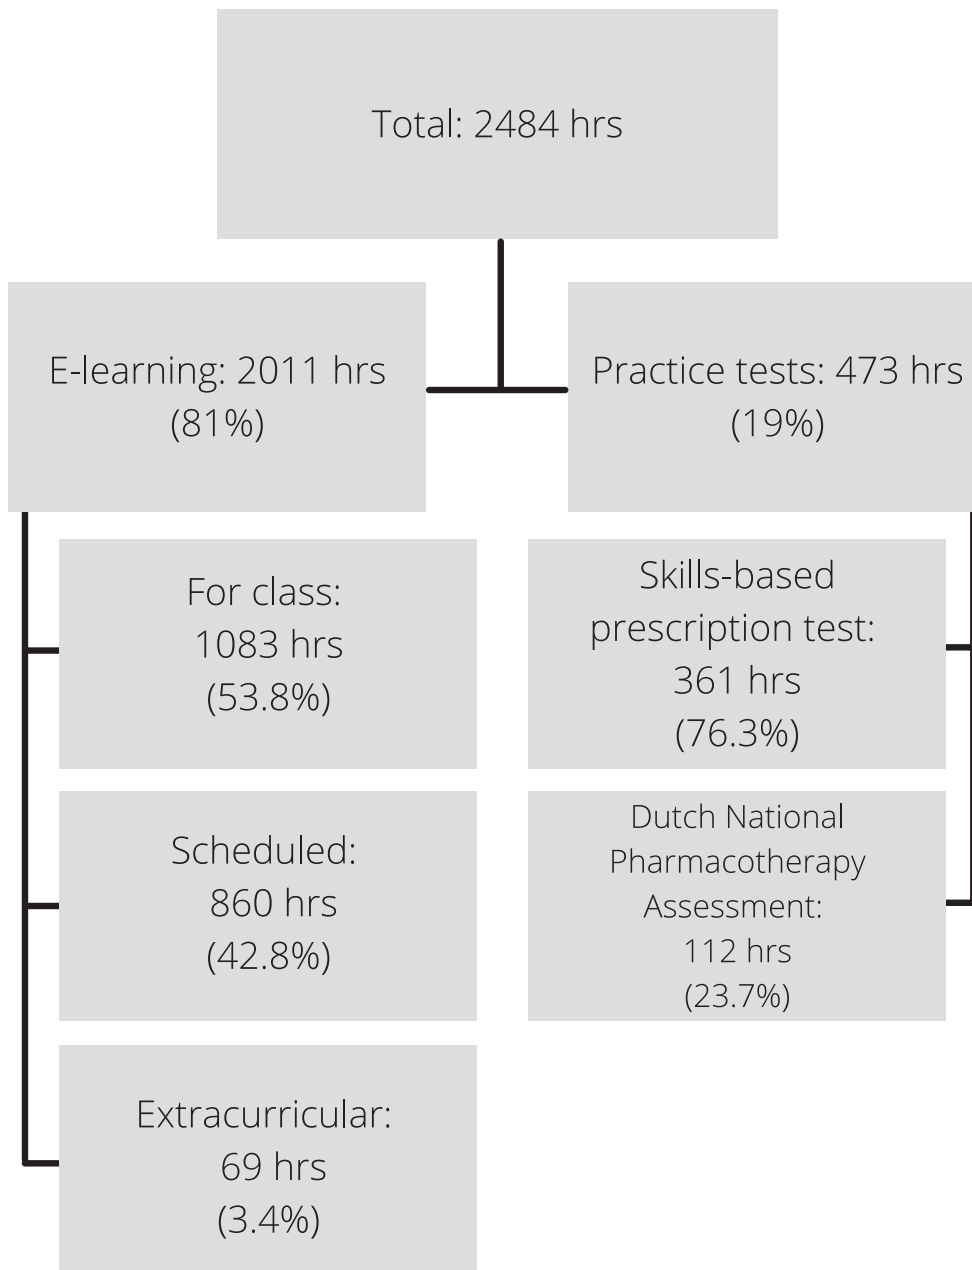 Total: 2484 hrs
E-learning: 2011 hrs
(81%)
Practice tests: 473 hrs
(19%)
For class:
1083 hrs
(53.8%)
Scheduled:
860 hrs
(42.8%)
Extracurricular:
69 hrs
(3.4%)
Skills-based
prescription test:
361 hrs
(76.3%)
Dutch National
Pharmacotherapy
Assessment:
112 hrs
(23.7%)